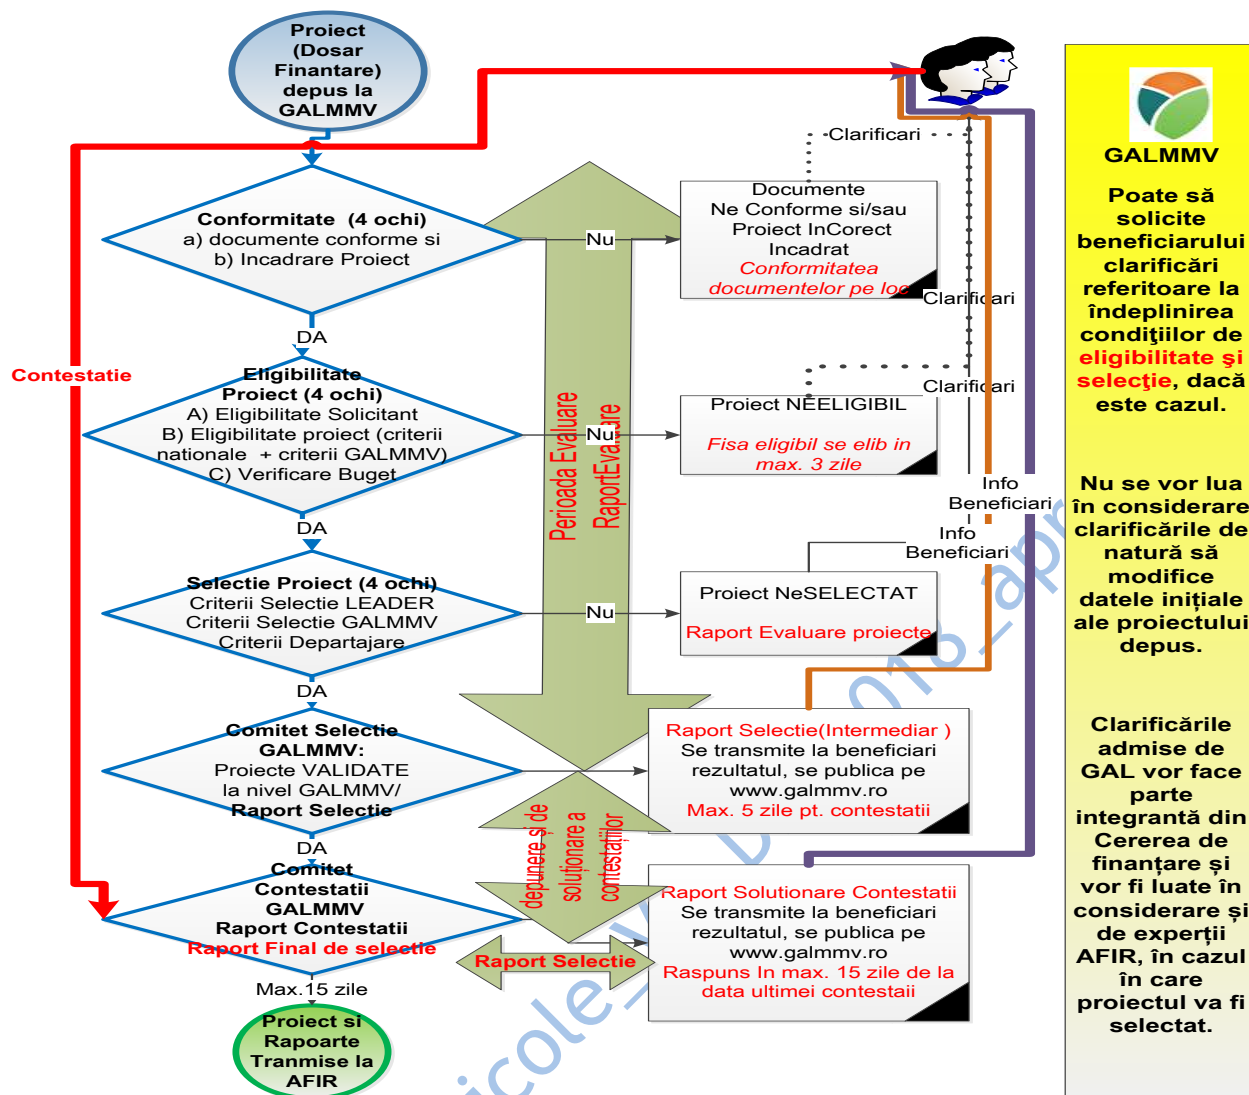 Proiect
(Dosar
Finantare)
depus la
GALMMV
Conformitate (4 ochi)
a) documente conforme si
b) Incadrare Proiect
Nu
Documente
Ne Conforme si/sau
Proiect InCorect
Incadrat
Conformitatea
documentelor pe loc
Clarificari
Clarificari
DA
Contestatie
Eligibilitate
Proiect (4 ochi)
A) Eligibilitate Solicitant
B) Eligibilitate proiect (criterii
nationale + criterii GALMMV)
C) Verificare Buget
Nu
Proiect NEELIGIBIL
Fisa eligibil se elib in
max. 3 zile
Clarificari
Perioada Evaluare
RaportEvaluare
DA
Info
Beneficiari
Info
Beneficiari
Selectie Proiect (4 ochi)
Criterii Selectie LEADER
Criterii Selectie GALMMV
Criterii Departajare
Nu
Proiect NeSELECTAT
Raport Evaluare proiecte
DA
Comitet Selectie
GALMMV:
Proiecte VALIDATE
la nivel GALMMV/
Raport Selectie
Raport Selectie(Intermediar )
Se transmite la beneficiari
rezultatul, se publica pe
www.galmmv.ro
Max. 5 zile pt. contestatii
depunere și de
soluționare a
contestațiilor
DA
Comitet
Contestatii
GALMMV
Raport Contestatii
Raport Final de selectie
Raport Selectie
Raport Solutionare Contestatii
Se transmite la beneficiari
rezultatul, se publica pe
www.galmmv.ro
Raspuns In max. 15 zile de la
data ultimei contestaii
Max.15 zile
Proiect si
Rapoarte
Tranmise la
AFIR
GALMMV
Poate să
solicite
beneficiarului
clarificări
referitoare la
îndeplinirea
condiţiilor de
eligibilitate şi
selecţie, dacă
este cazul.
Nu se vor lua
în considerare
clarificările de
natură să
modifice
datele inițiale
ale proiectului
depus.
Clarificările
admise de
GAL vor face
parte
integrantă din
Cererea de
finanțare și
vor fi luate în
considerare și
de experții
AFIR, în cazul
în care
proiectul va fi
selectat.